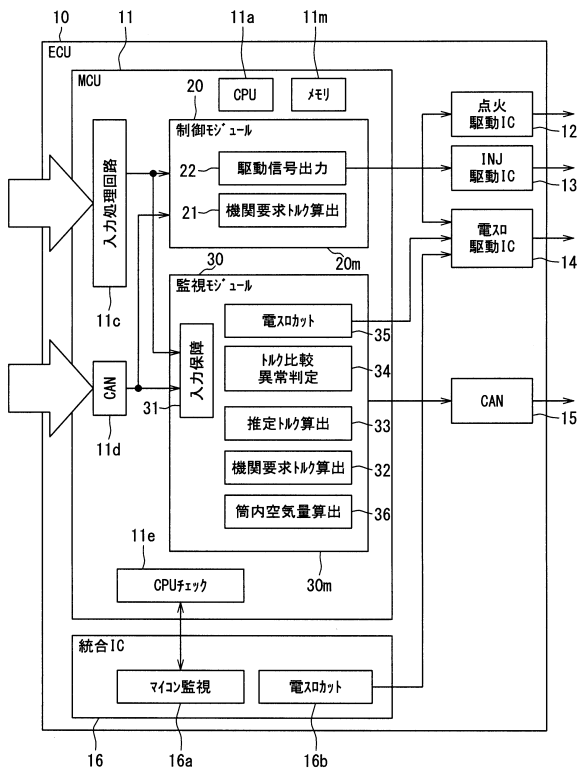 10
11
11a
11m
ECU
MCU
CPU
ﾒﾓﾘ
20
制御ﾓｼﾞｭｰﾙ
点火
駆動IC
12
入力処理回路
22
駆動信号出力
INJ
駆動IC
13
21
機関要求ﾄﾙｸ算出
20m
電ｽﾛ
駆動IC
14
11c
30
監視ﾓｼﾞｭｰﾙ
電ｽﾛｶｯﾄ
35
入力保障
31
ﾄﾙｸ比較
異常判定
34
CAN
11d
CAN
15
推定ﾄﾙｸ算出
33
機関要求ﾄﾙｸ算出
32
筒内空気量算出
36
11e
30m
CPUﾁｪｯｸ
統合IC
ﾏｲｺﾝ監視
電ｽﾛｶｯﾄ
16
16a
16b